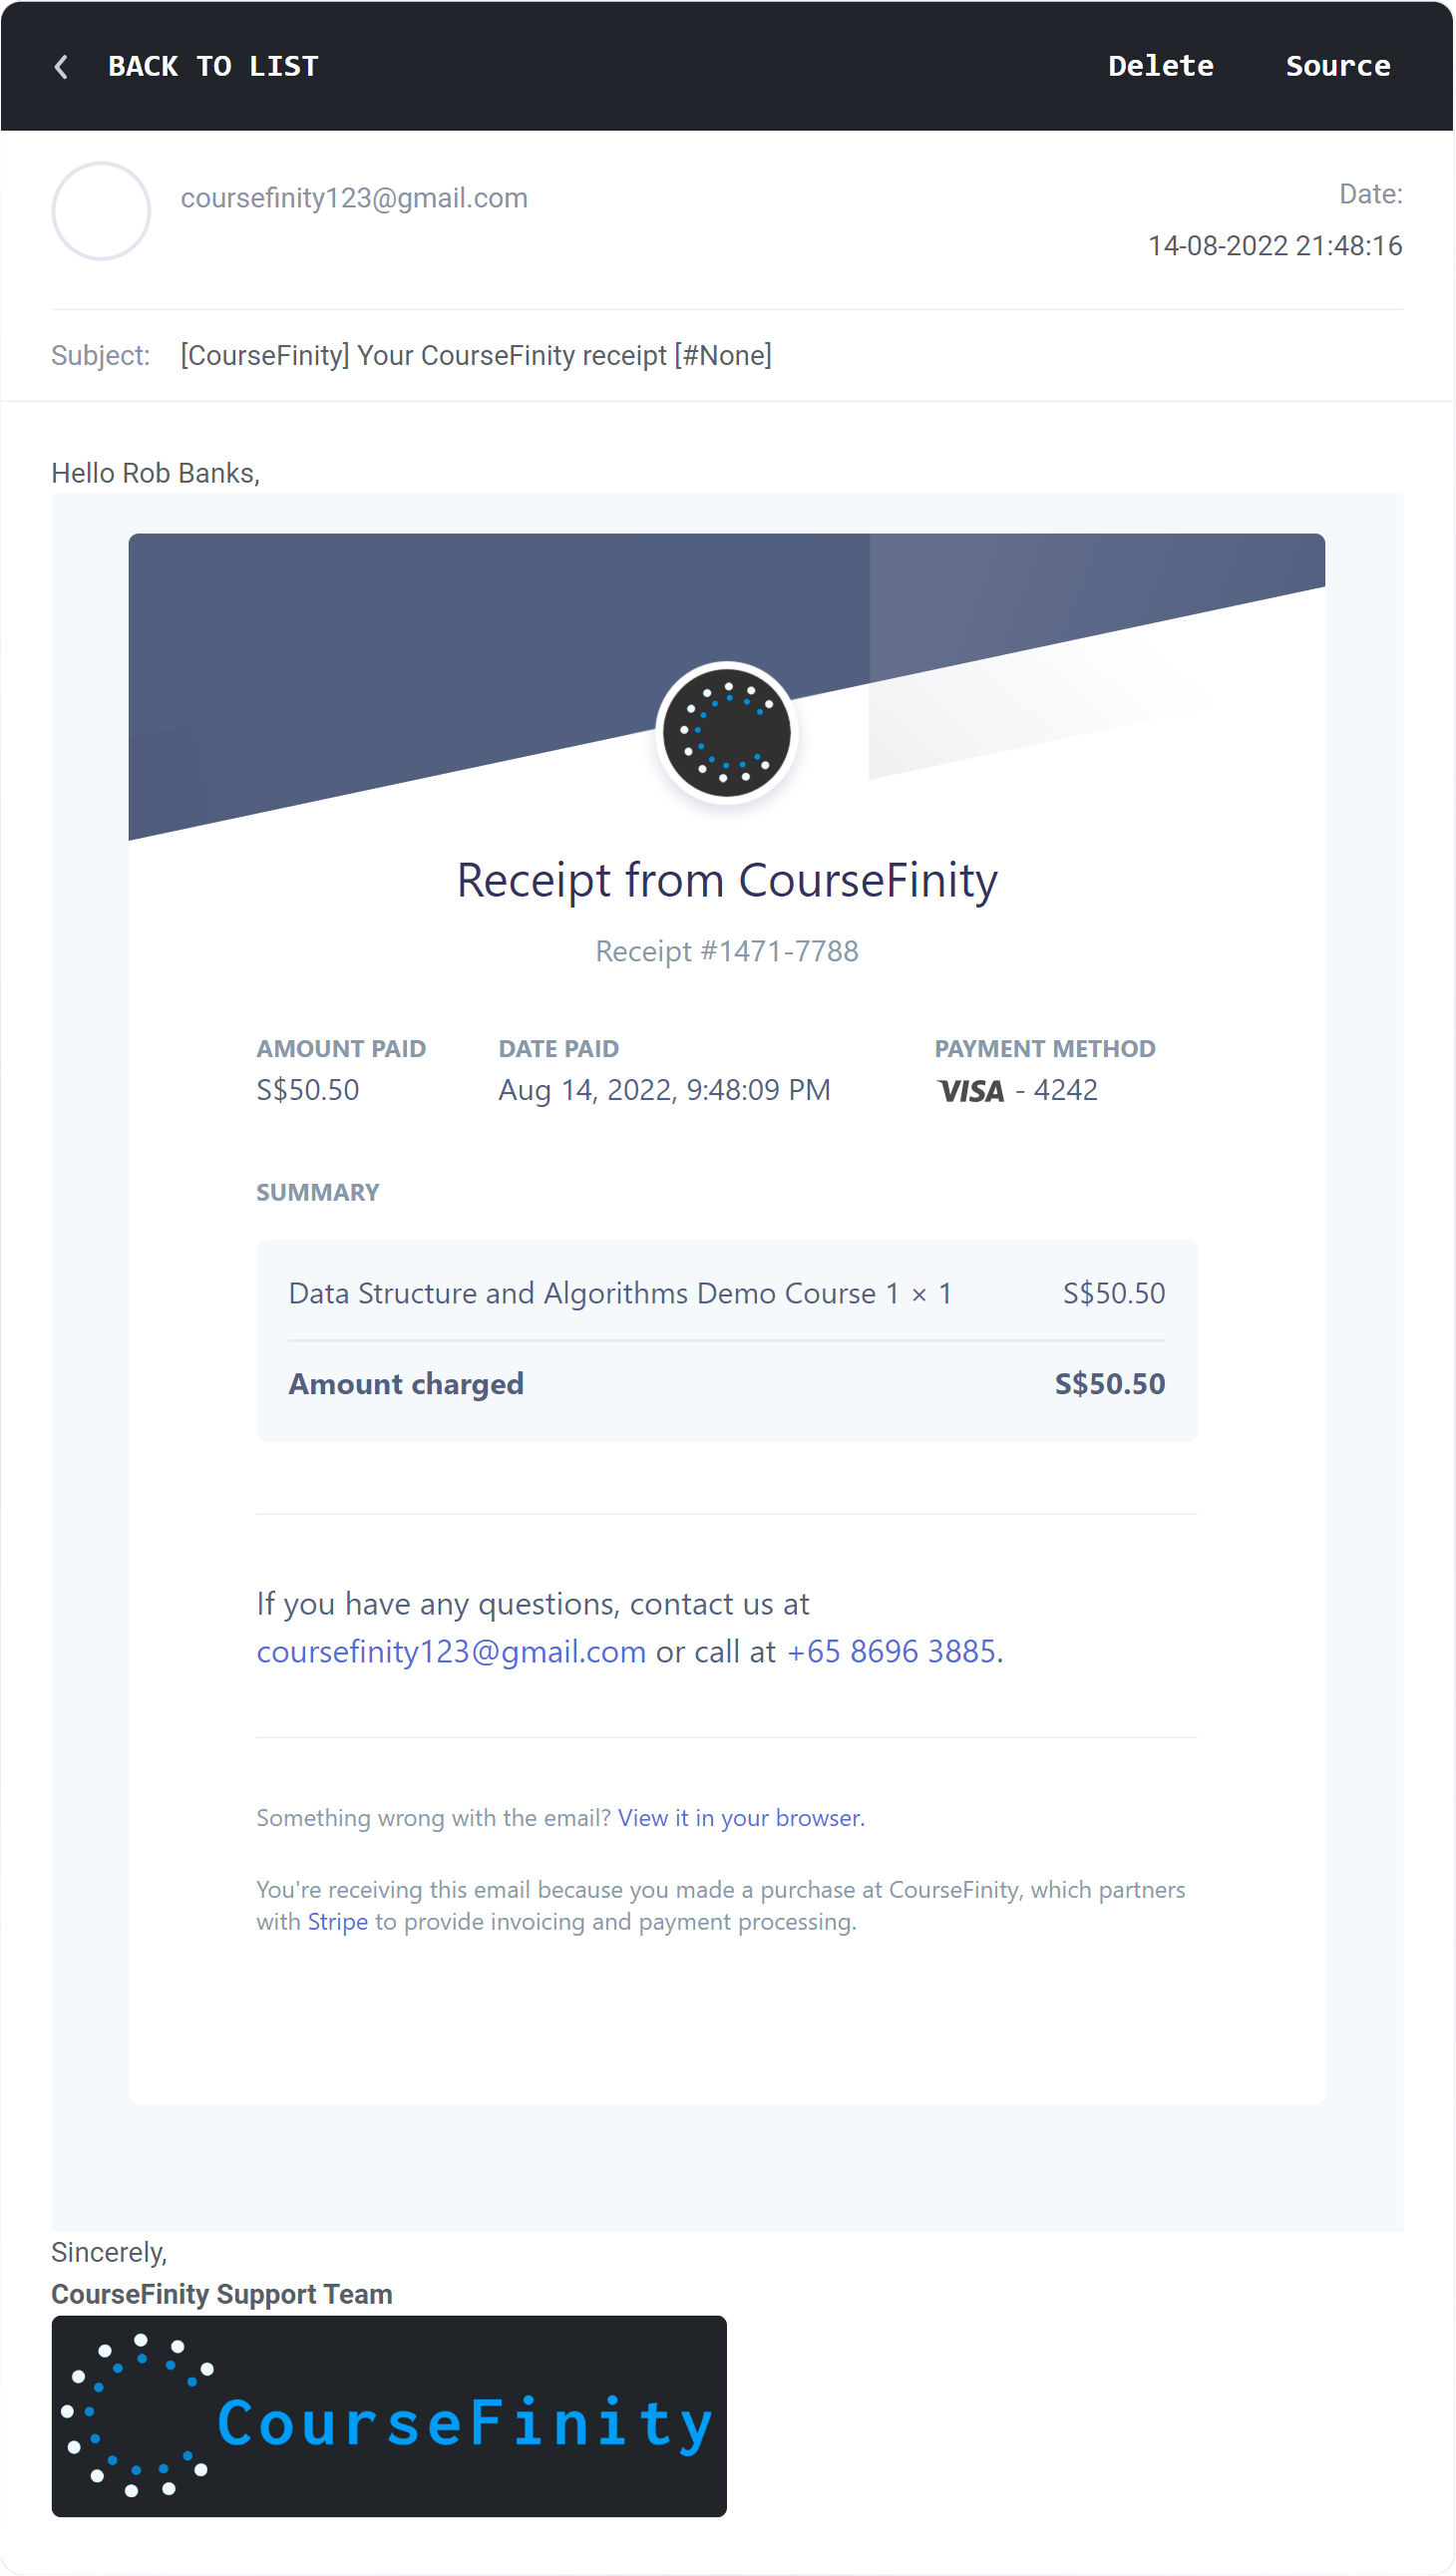 BACK TO LIST Delete Source
coursefinity123@gmail.com Date:
14-08-2022 21:48:16
Subject: [CourseFinity] Your CourseFinity receipt [#None]
Hello Rob Banks,
Receipt from CourseFinity
Receipt #1471-7788
AMOUNT PAID DATE PAID PAYMENT METHOD
S$50.50 Aug 14, 2022, 9:48:09 PM VISA - 4242
SUMMARY
Data Structure and Algorithms Demo Course 1 × 1 S$50.50
Amount charged S$50.50
If you have any questions, contact us at
coursefinity123@gmail.com or call at +65 8696 3885.
Something wrong with the email? View it in your browser.
You're receiving this email because you made a purchase at CourseFinity, which partners
with Stripe to provide invoicing and payment processing.
Sincerely,
CourseFinity Support Team
CourseFinity